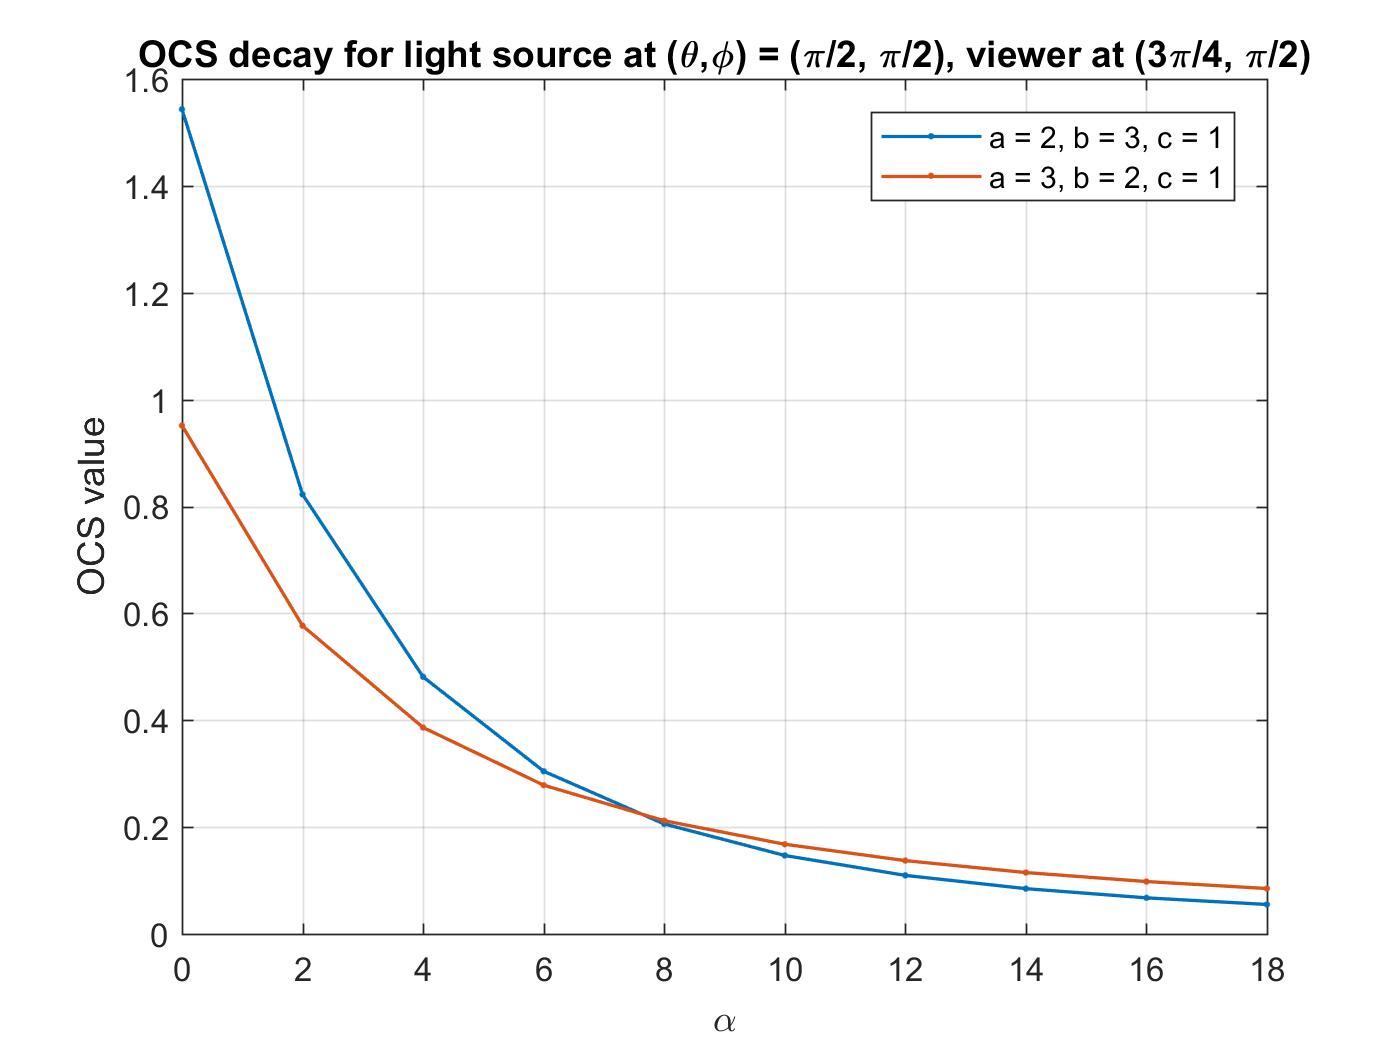 OCS decay for light source at (θ,ϕ) = (π/2, π/2), viewer at (3π/4, π/2)
a = 2, b = 3, c = 1
a = 3, b = 2, c = 1
OCS value
1.6
1.4
1.2
1
0.8
0.6
0.4
0.2
0
0 2 4 6 8 10 12 14 16 18
α